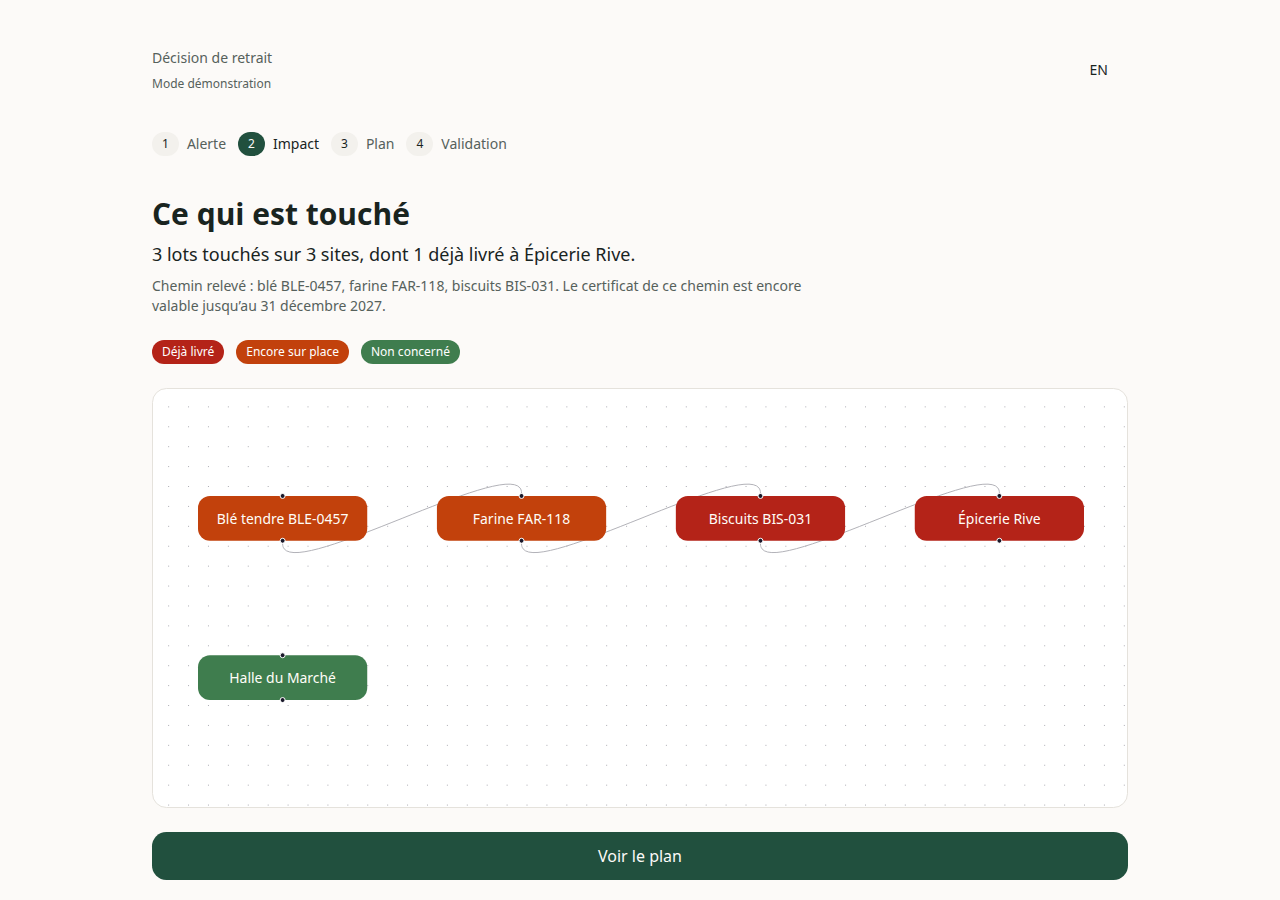 Décision de retrait
Mode démonstration
EN
1 Alerte 2 Impact 3 Plan 4 Validation
Ce qui est touché
3 lots touchés sur 3 sites, dont 1 déjà livré à Épicerie Rive.
Chemin relevé : blé BLE-0457, farine FAR-118, biscuits BIS-031. Le certificat de ce chemin est encore
valable jusqu’au 31 décembre 2027.
Déjà livré Encore sur place Non concerné
Blé tendre BLE-0457 Farine FAR-118 Biscuits BIS-031 Épicerie Rive
Halle du Marché
Voir le plan